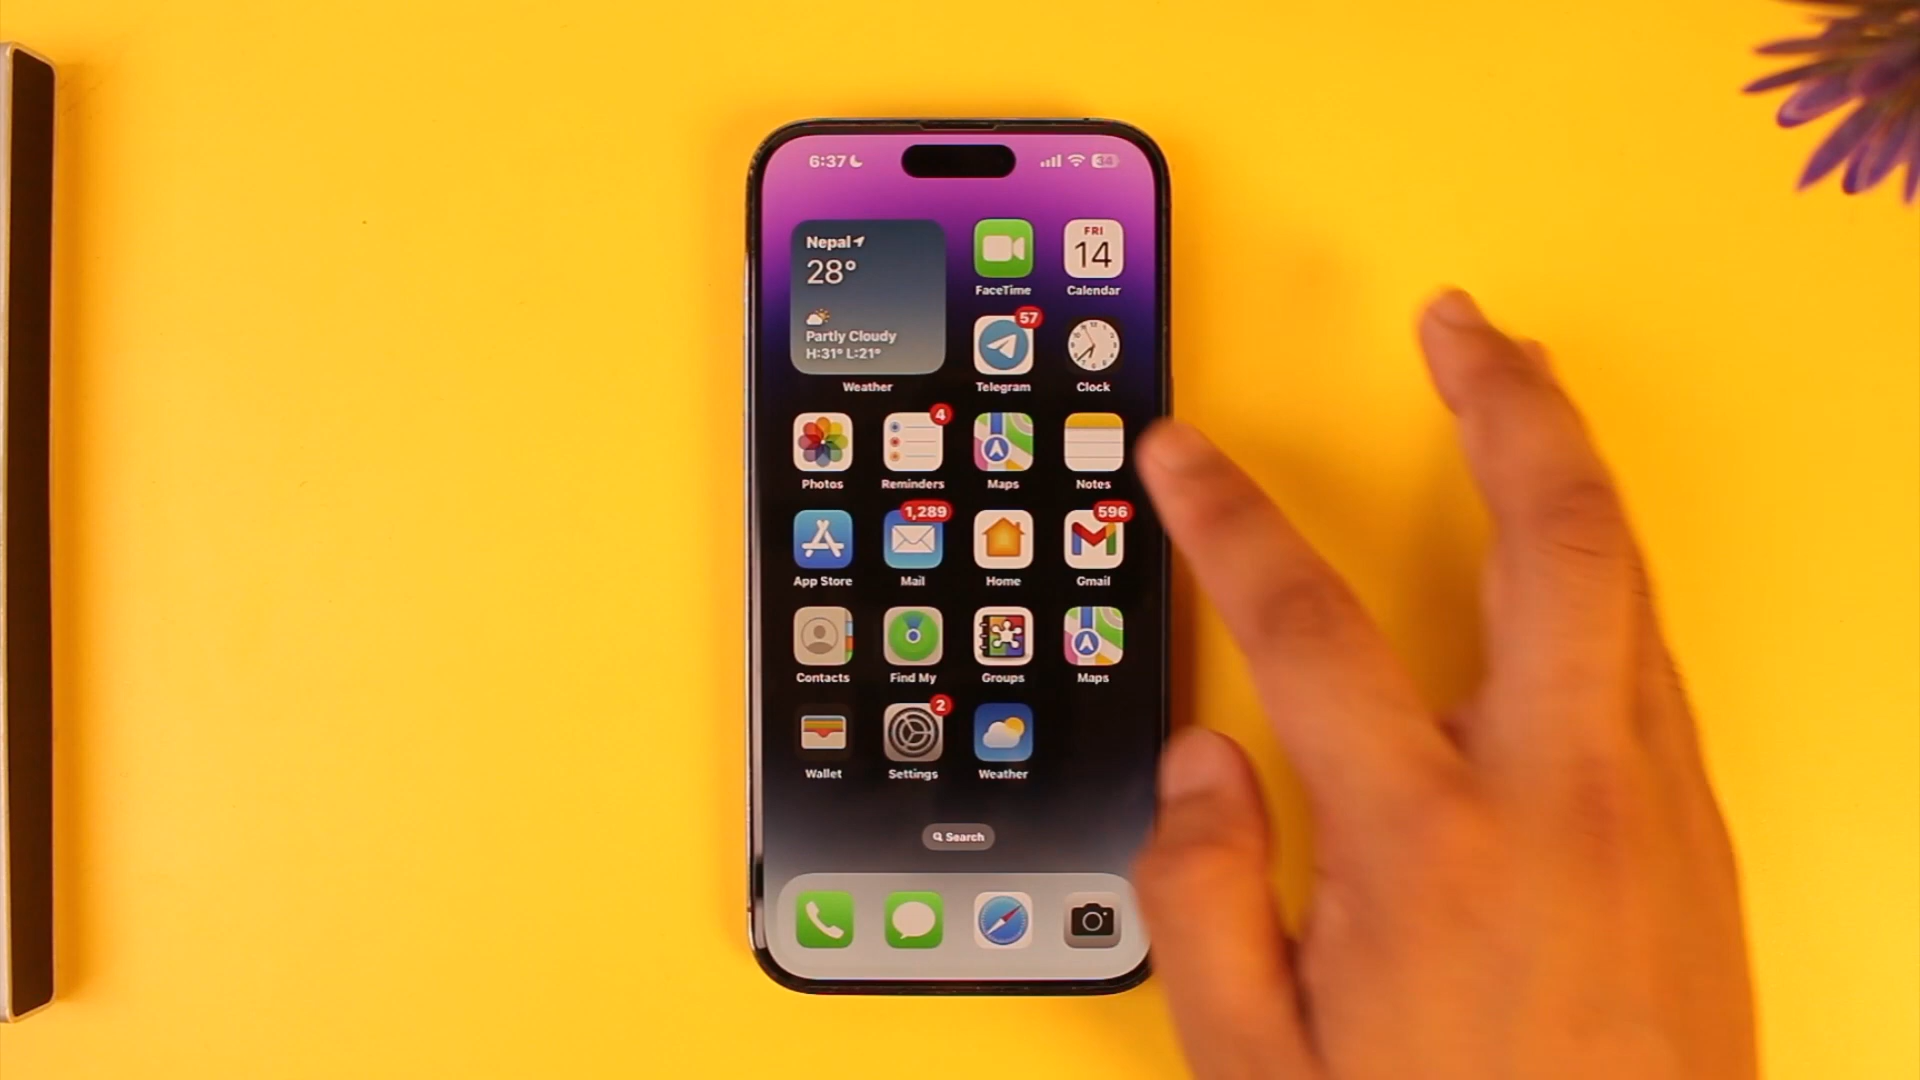 6:37
34
Nepal
28°
Partly Cloudy
H:31° L:21°
Weather
FaceTime
FRI
14
Calendar
57
Telegram
Clock
Photos
4
Reminders
Maps
Notes
App Store
1,289
Mail
Home
596
Gmail
Contacts
Find My
Groups
Maps
Wallet
2
Settings
Weather
Search